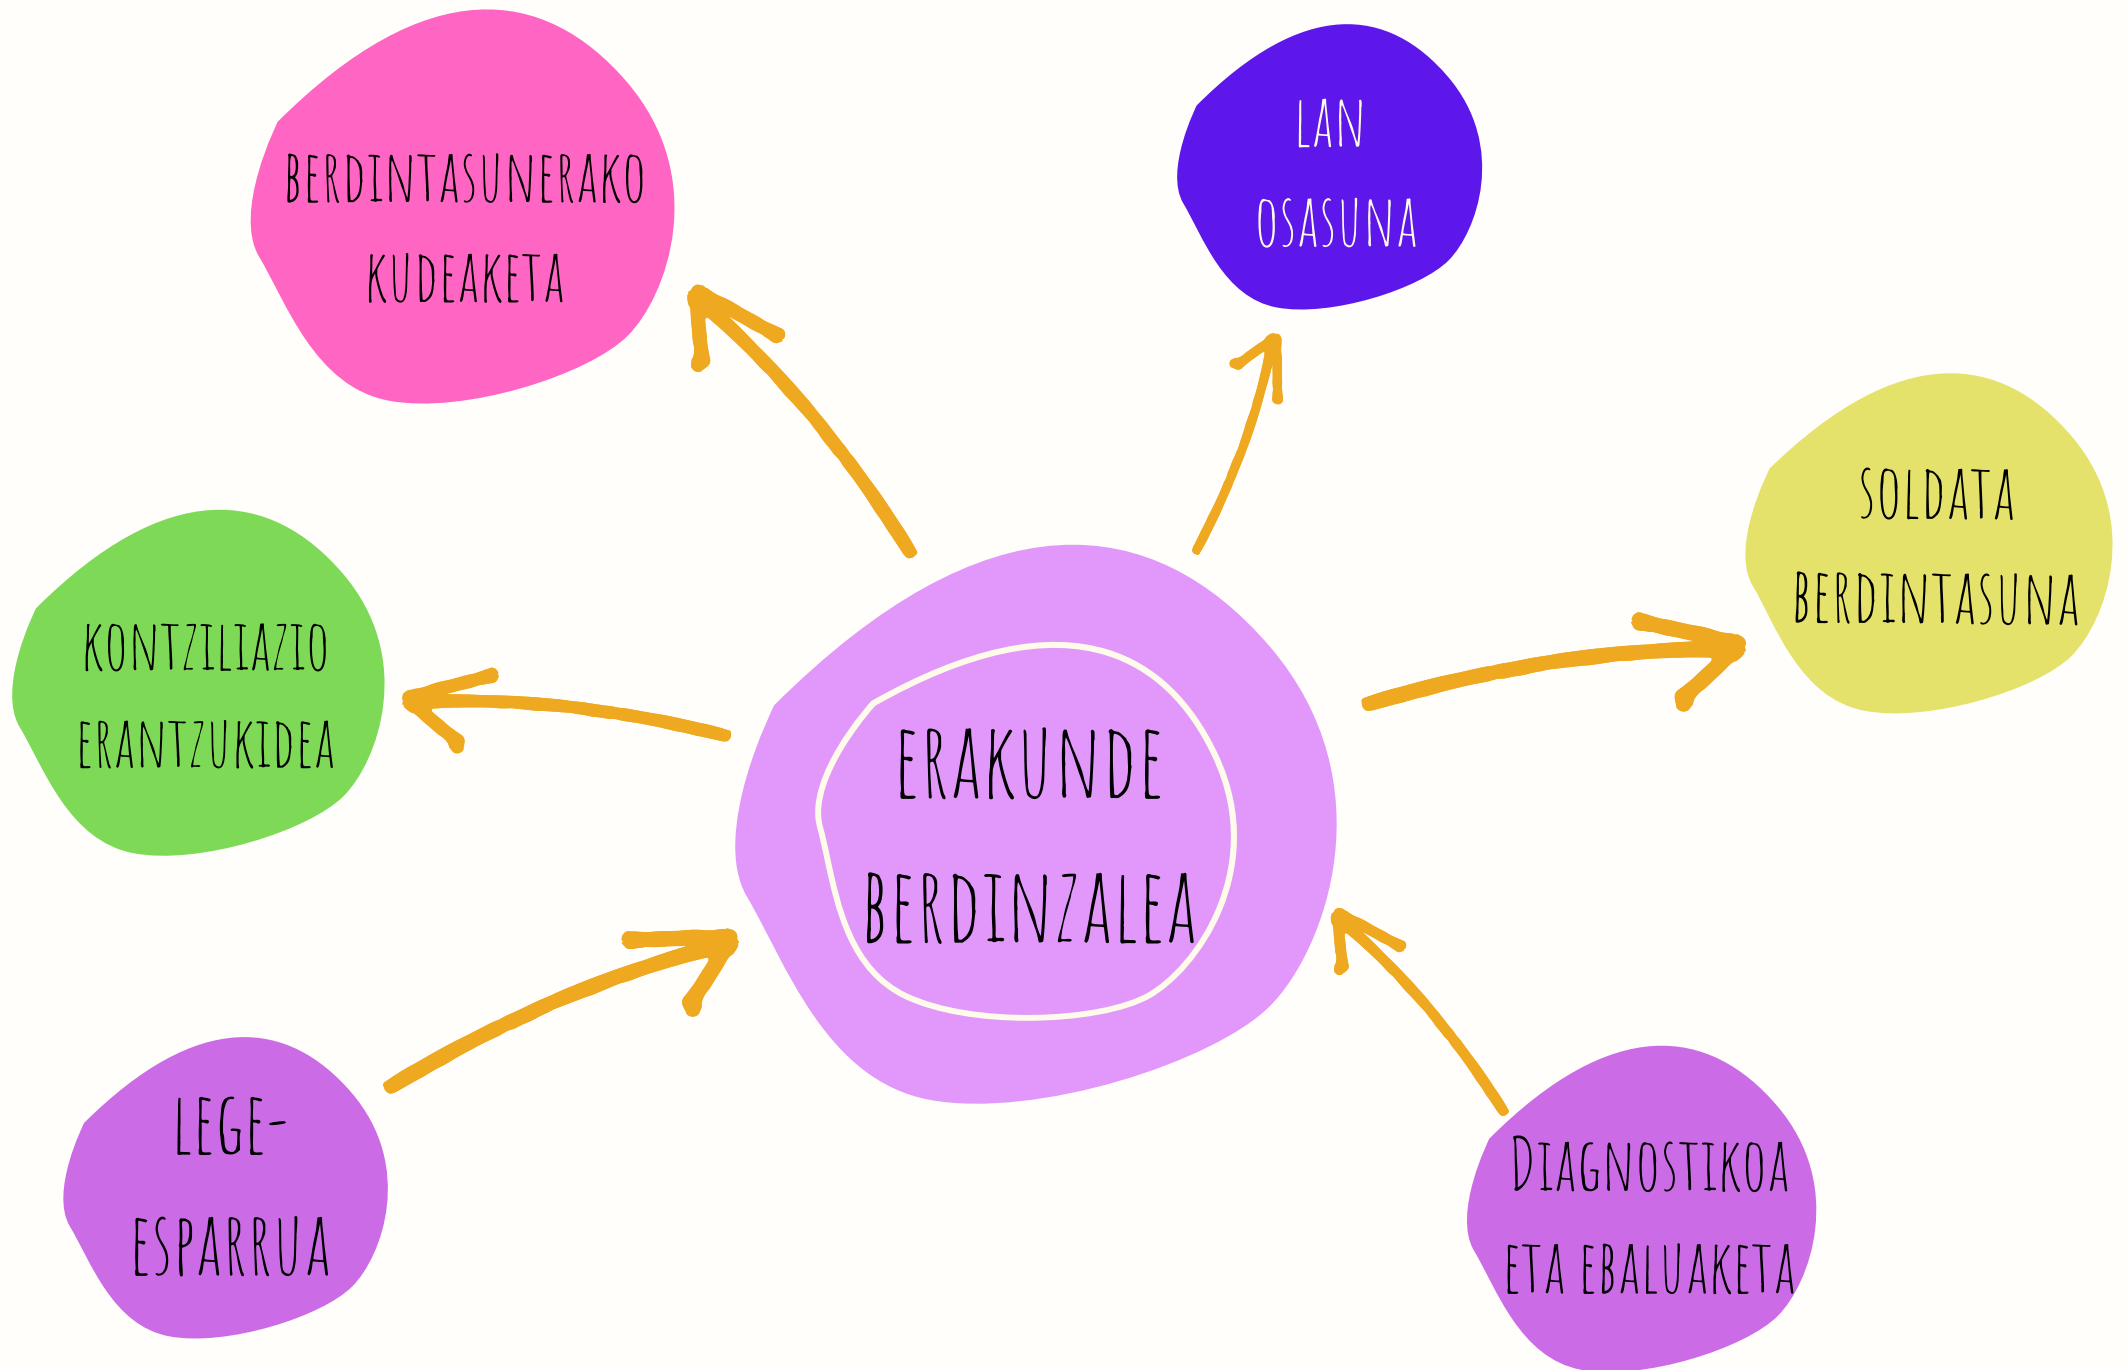 BERDINTASUNERAKO
KUDEAKETA
LAN
OSASUNA
SOLDATA
BERDINTASUNA
KONTZILIAZIO
ERANTZUKIDEA
ERAKUNDE
BERDINZALEA
LEGE-
ESPARRUA
DIAGNOSTIKOA
ETA EBALUAKETA